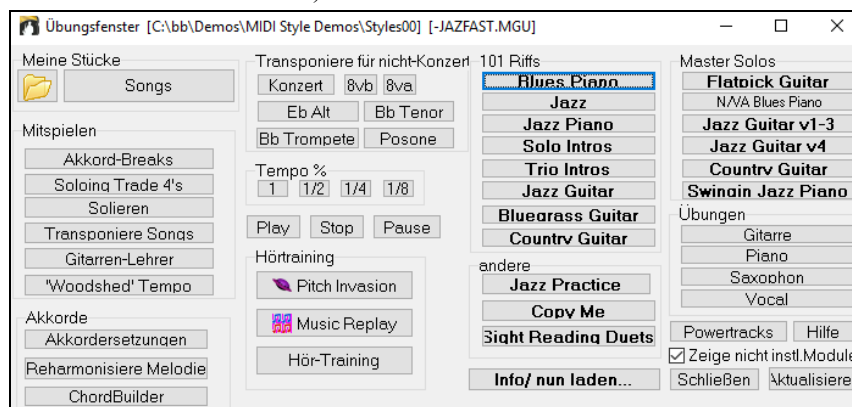 Übungsfenster [C:\bb\Demos\MIDI Style Demos\Styles00] [-JAZFAST.MGU]
Meine Stücke
Songs
Mitspielen
Akkord-Breaks
Soloing Trade 4's
Solieren
Transponiere Songs
Gitarren-Lehrer
'Woodshed' Tempo
Akkorde
Akkordersetzungen
Reharmonisiere Melodie
ChordBuilder
Transponiere für nicht-Konzert
Konzert 8vb 8va
Eb Alt Bb Tenor
Bb Trompete Posone
Tempo %
1 1/2 1/4 1/8
Play Stop Pause
Hörtraining
Pitch Invasion
Music Replay
Hör-Training
101 Riffs
Blues Piano
Jazz
Jazz Piano
Solo Intros
Trio Intros
Jazz Guitar
Bluegrass Guitar
Country Guitar
andere
Jazz Practice
Copy Me
Sight Reading Duets
Info/ nun laden...
Master Solos
Flatpick Guitar
N/VA Blues Piano
Jazz Guitar v1-3
Jazz Guitar v4
Country Guitar
Swingin Jazz Piano
Übungen
Gitarre
Piano
Saxophon
Vocal
Powertracks Hilfe
Zeige nicht instl.Module
Schließen Aktualisiere